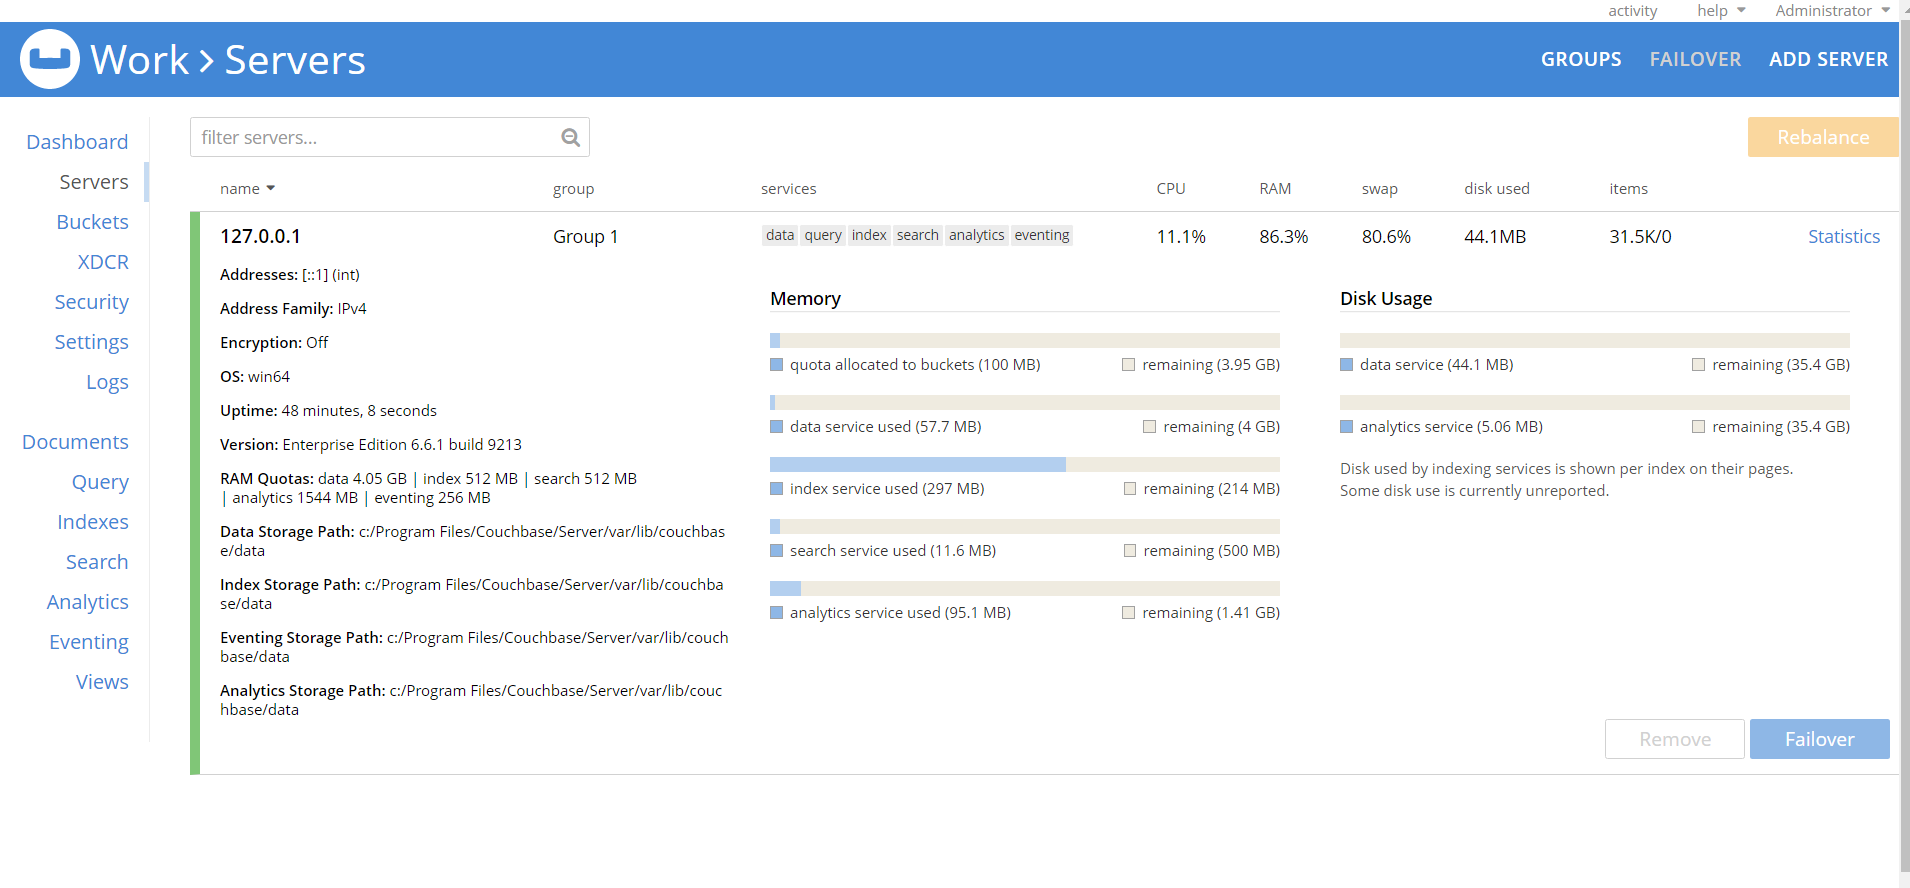 activity help Administrator
Work > Servers
GROUPS FAILOVER ADD SERVER
Dashboard
Servers
Buckets
XDCR
Security
Settings
Logs
Documents
Query
Indexes
Search
Analytics
Eventing
Views
filter servers...
Rebalance
name group services CPU RAM swap disk used items
127.0.0.1 Group 1 data query index search analytics eventing 11.1% 86.3% 80.6% 44.1MB 31.5K/0 Statistics
Addresses: [::1] (int)
Address Family: IPv4
Encryption: Off
OS: win64
Uptime: 48 minutes, 8 seconds
Version: Enterprise Edition 6.6.1 build 9213
RAM Quotas: data 4.05 GB | index 512 MB | search 512 MB
| analytics 1544 MB | eventing 256 MB
Data Storage Path: c:/Program Files/Couchbase/Server/var/lib/couchbas
e/data
Index Storage Path: c:/Program Files/Couchbase/Server/var/lib/couchba
se/data
Eventing Storage Path: c:/Program Files/Couchbase/Server/var/lib/couch
base/data
Analytics Storage Path: c:/Program Files/Couchbase/Server/var/lib/couc
hbase/data
Memory
quota allocated to buckets (100 MB) remaining (3.95 GB)
data service used (57.7 MB) remaining (4 GB)
index service used (297 MB) remaining (214 MB)
search service used (11.6 MB) remaining (500 MB)
analytics service used (95.1 MB) remaining (1.41 GB)
Disk Usage
data service (44.1 MB) remaining (35.4 GB)
analytics service (5.06 MB) remaining (35.4 GB)
Disk used by indexing services is shown per index on their pages.
Some disk use is currently unreported.
Remove Failover